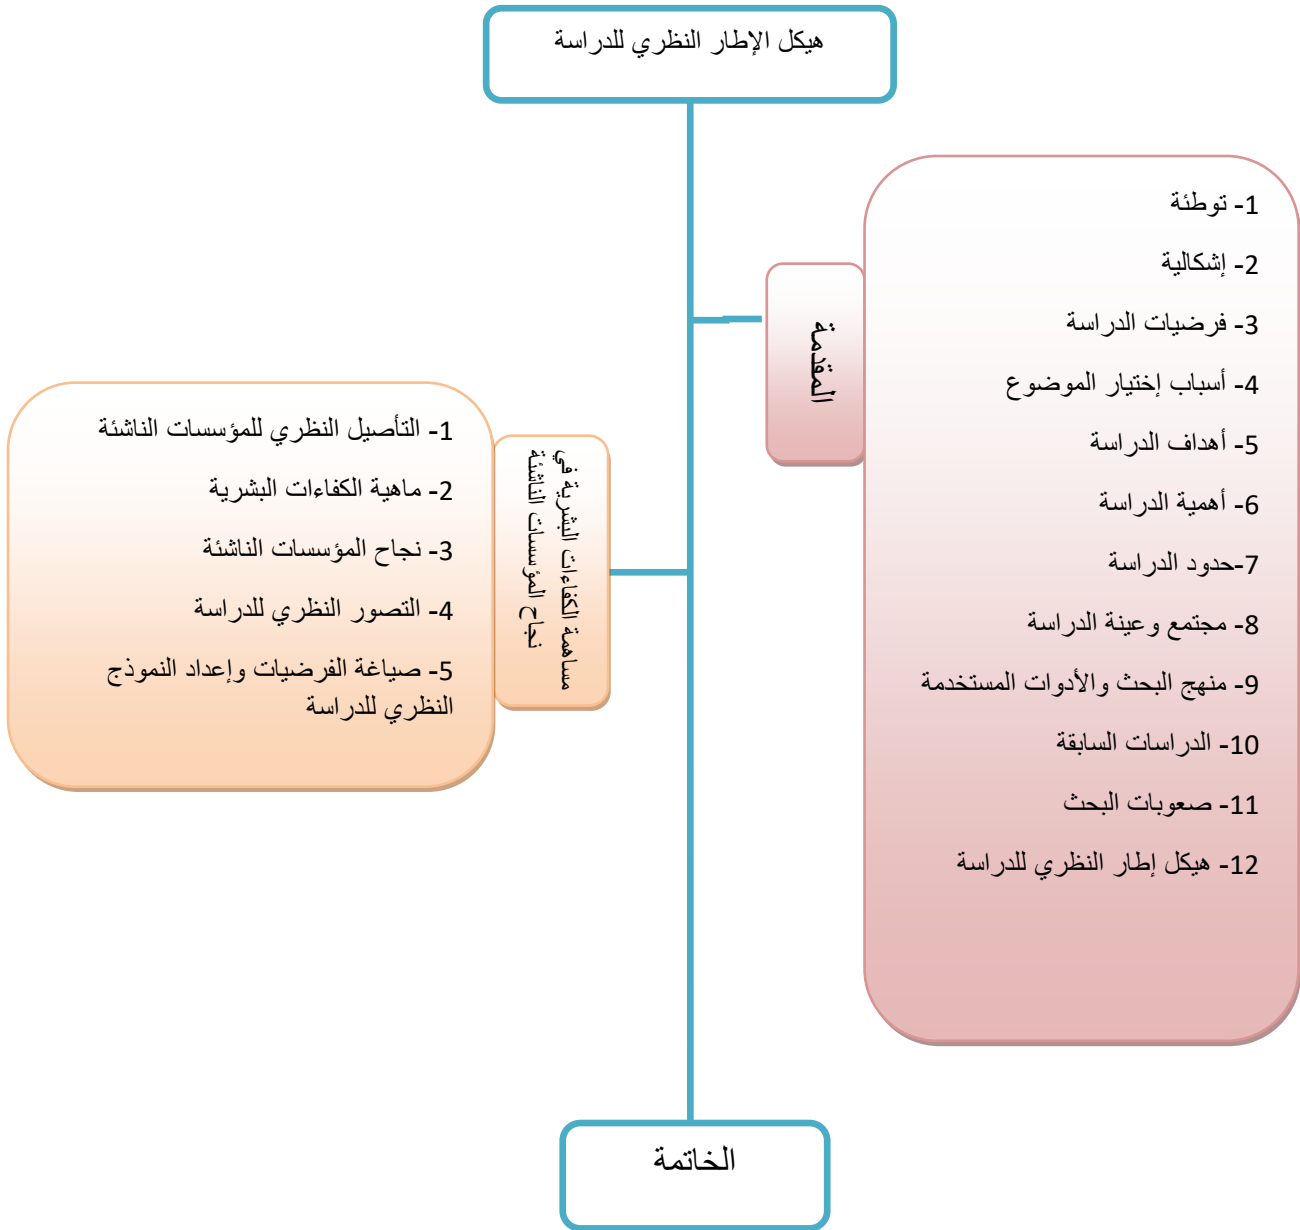 هيكل الإطار النظري للدراسة
المقدمة
1- توطئة
2- إشكالية
3- فرضيات الدراسة
4- أسباب إختيار الموضوع
5- أهداف الدراسة
6- أهمية الدراسة
7-حدود الدراسة
8- مجتمع وعينة الدراسة
9- منهج البحث والأدوات المستخدمة
10- الدراسات السابقة
11- صعوبات البحث
12- هيكل إطار النظري للدراسة
مساهمة الكفاءات البشرية في
نجاح المؤسسات الناشئة
1- التأصيل النظري للمؤسسات الناشئة
2- ماهية الكفاءات البشرية
3- نجاح المؤسسات الناشئة
4- التصور النظري للدراسة
5- صياغة الفرضيات وإعداد النموذج
النظري للدراسة
الخاتمة